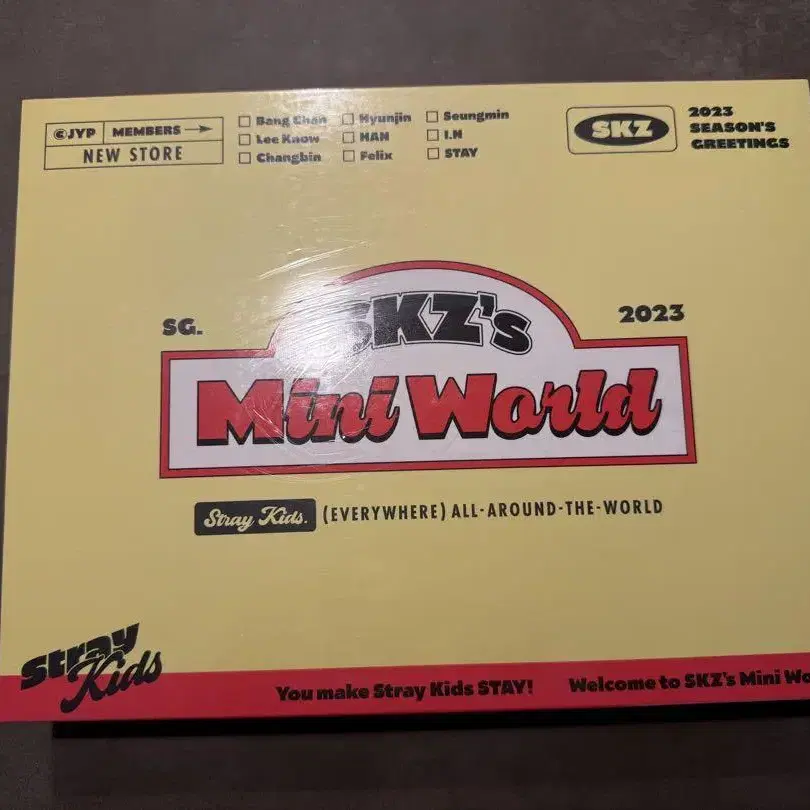 ©JYP MEMBERS
NEW STORE
Bang Chan Hyunjin Seungmin
Lee Know HAN I.N
Changbin Felix STAY
SKZ
2023
SEASON'S
GREETINGS
SG.
SKZ's
2023
Mini World
Stray Kids. (EVERYWHERE) ALL-AROUND-THE-WORLD
Stray
Kids
You make Stray Kids STAY! Welcome to SKZ's Mini Wo